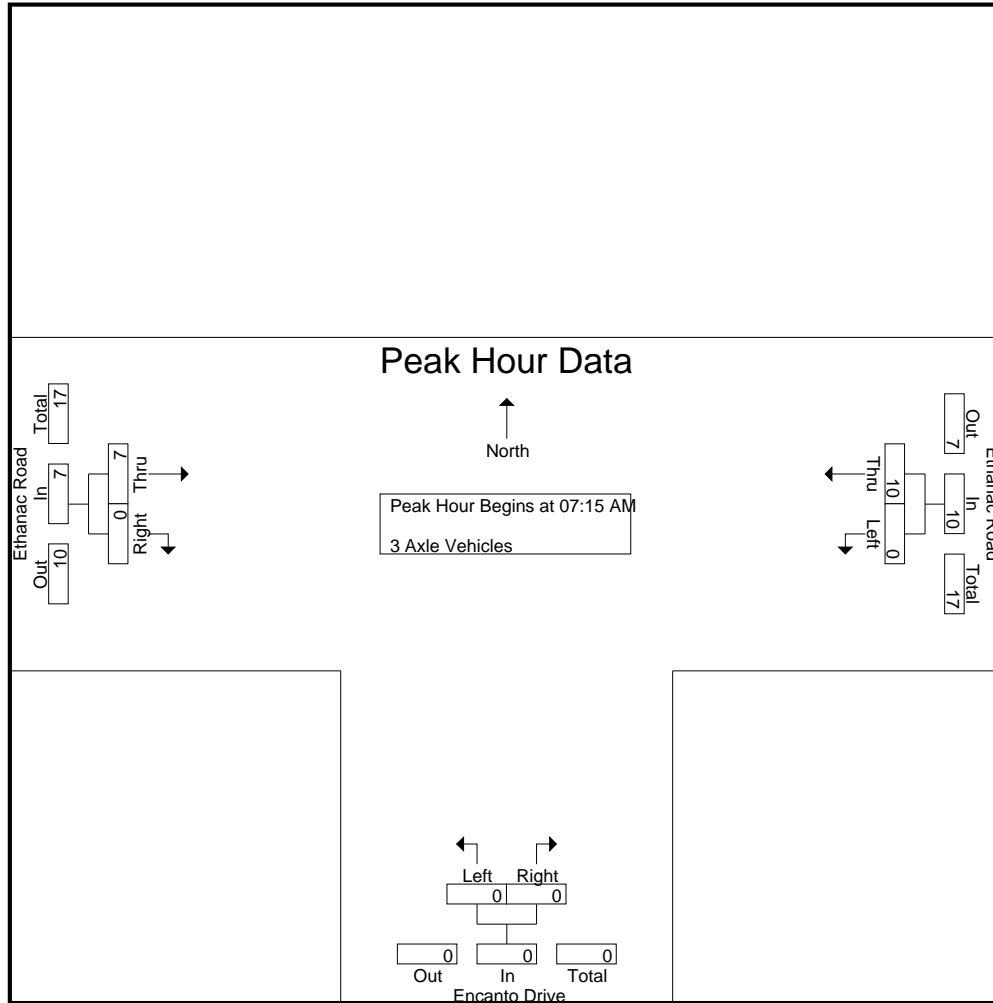 Peak Hour Data
North
Peak Hour Begins at 07:15 AM
3 Axle Vehicles
Ethanac Road
Out
In
Total
10
7
17
Right
Thru
0
7
Ethanac Road
Out
In
Total
7
10
17
Thru
Left
10
0
Left
Right
0
0
0
0
0
Out
In
Total
Encanto Drive